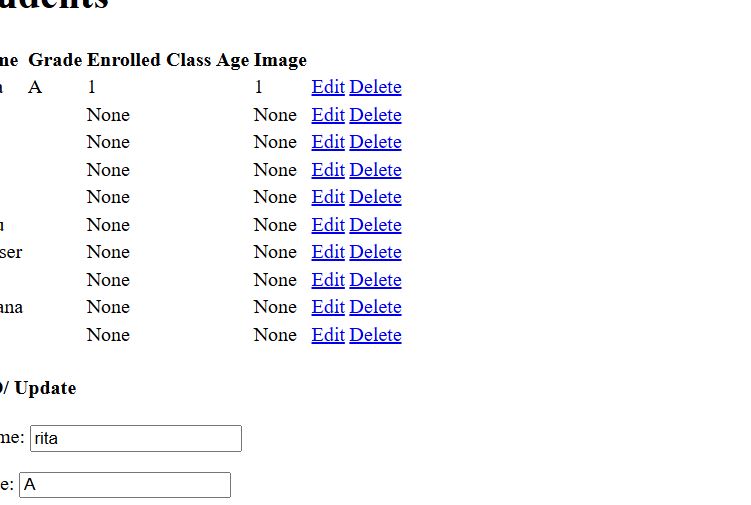 udents
me Grade Enrolled Class Age Image
a A 1 1 Edit Delete
None None Edit Delete
None None Edit Delete
None None Edit Delete
None None Edit Delete
u None None Edit Delete
ser None None Edit Delete
None None Edit Delete
ana None None Edit Delete
None None Edit Delete
/ Update
me: rita
e: A